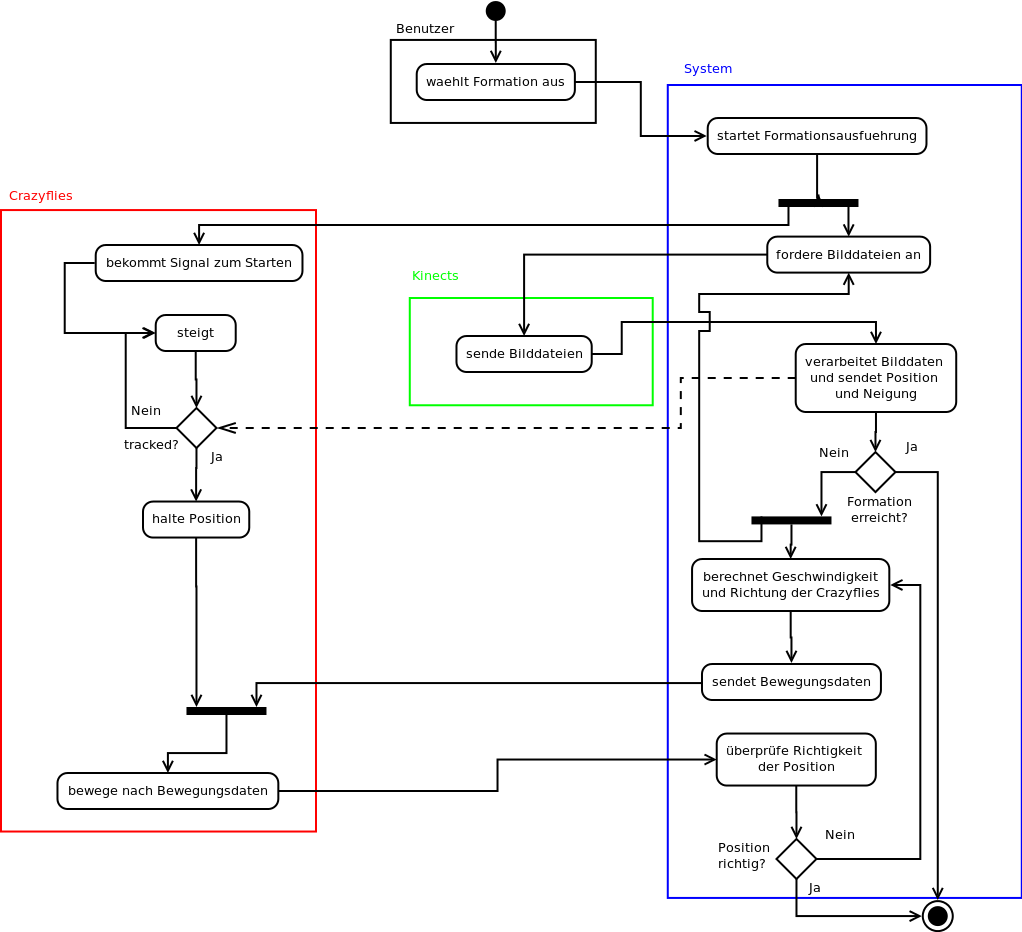 Benutzer
waehlt Formation aus
System
startet Formationsausfuehrung
Crazyflies
bekommt Signal zum Starten
fordere Bilddateien an
Kinects
steigt
sende Bilddateien
verarbeitet Bilddaten
und sendet Position
und Neigung
Nein
tracked?
Ja
Nein
Ja
Formation
erreicht?
halte Position
berechnet Geschwindigkeit
und Richtung der Crazyflies
sendet Bewegungsdaten
überprüfe Richtigkeit
der Position
bewege nach Bewegungsdaten
Nein
Position
richtig?
Ja